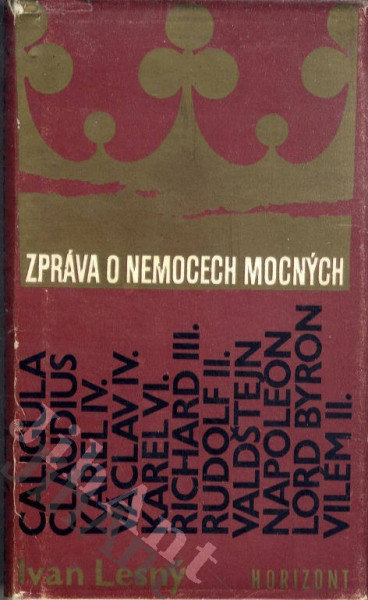 ZPRÁVA O NEMOCECH MOCNÝCH
CALIGULA
CLAUDIUS
KAREL IV.
VÁCLAV IV.
KAREL VI.
RICHARD III.
RUDOLF II.
VALDŠTEJN
NAPOLEON
LORD BYRON
VILÉM II.
Ivan Lesný
HORIZONT